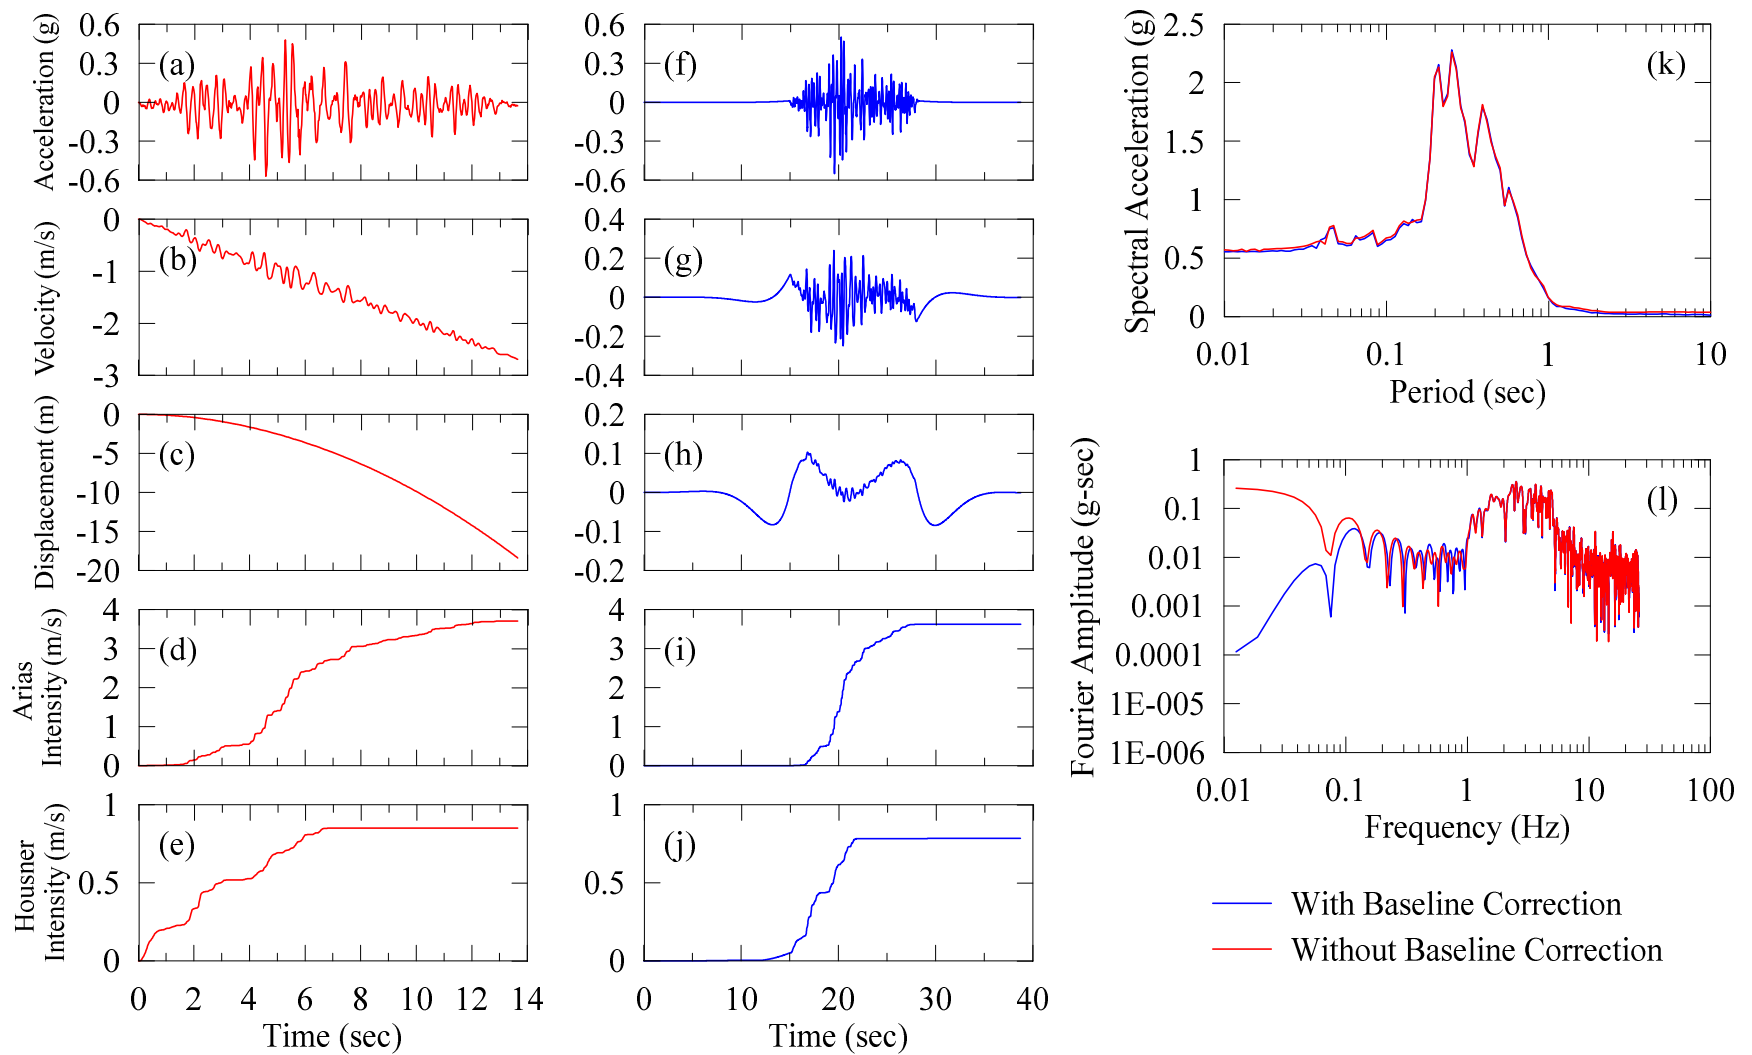 Acceleration (g)
0.6
0.3
0
-0.3
-0.6
(a)
Velocity (m/s)
0
-1
-2
-3
(b)
Displacement (m)
0
-5
-10
-15
-20
(c)
Arias
Intensity (m/s)
4
3
2
1
0
(d)
Housner
Intensity (m/s)
1
0.5
0
(e)
0 2 4 6 8 10 12 14
Time (sec)
0.6
0.3
0
-0.3
-0.6
(f)
0.4
0.2
0
-0.2
-0.4
(g)
0.2
0.1
0
-0.1
-0.2
(h)
4
3
2
1
0
(i)
1
0.5
0
(j)
0 10 20 30 40
Time (sec)
Spectral Acceleration (g)
2.5
2
1.5
1
0.5
0
(k)
0.01 0.1 1 10
Period (sec)
Fourier Amplitude (g-sec)
1
0.1
0.01
0.001
0.0001
1E-005
1E-006
(l)
0.01 0.1 1 10 100
Frequency (Hz)
With Baseline Correction
Without Baseline Correction